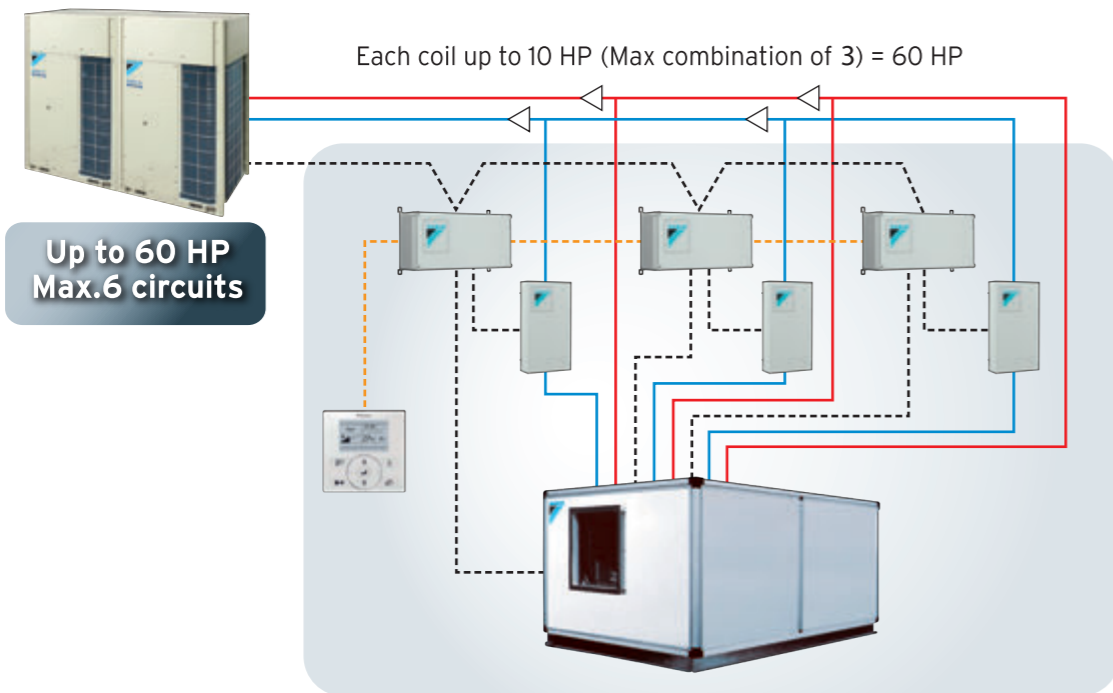 Each coil up to 10 HP (Max combination of 3) = 60 HP
Up to 60 HP
Max.6 circuits